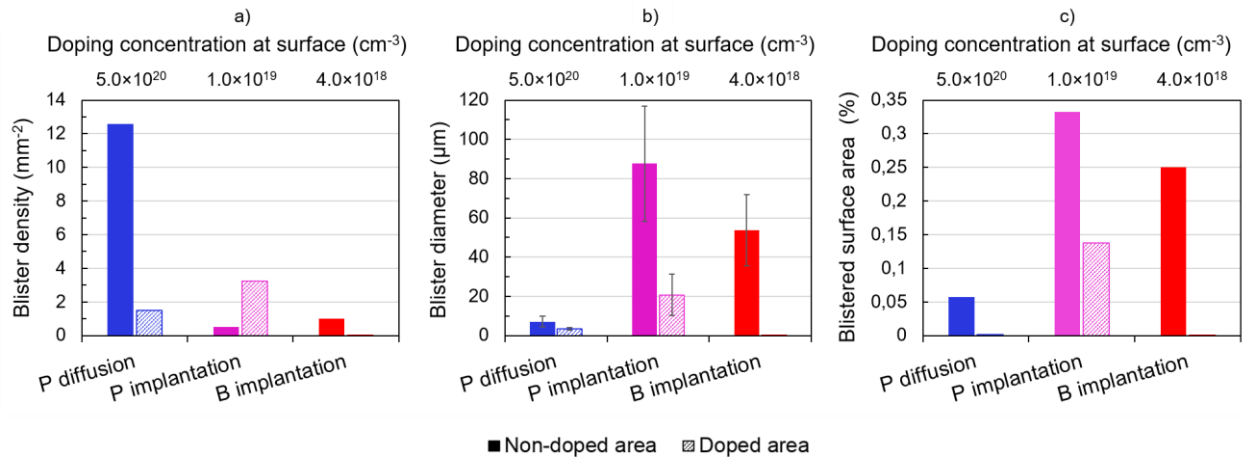 a)
Doping concentration at surface (cm⁻³)
5.0×10²⁰ 1.0×10¹⁹ 4.0×10¹⁸
Blister density (mm⁻²)
14
12
10
8
6
4
2
0
P diffusion
P implantation
B implantation
b)
Doping concentration at surface (cm⁻³)
5.0×10²⁰ 1.0×10¹⁹ 4.0×10¹⁸
Blister diameter (µm)
120
100
80
60
40
20
0
P diffusion
P implantation
B implantation
c)
Doping concentration at surface (cm⁻³)
5.0×10²⁰ 1.0×10¹⁹ 4.0×10¹⁸
Blistered surface area (%)
0,35
0,3
0,25
0,2
0,15
0,1
0,05
0
P diffusion
P implantation
B implantation
Non-doped area Doped area